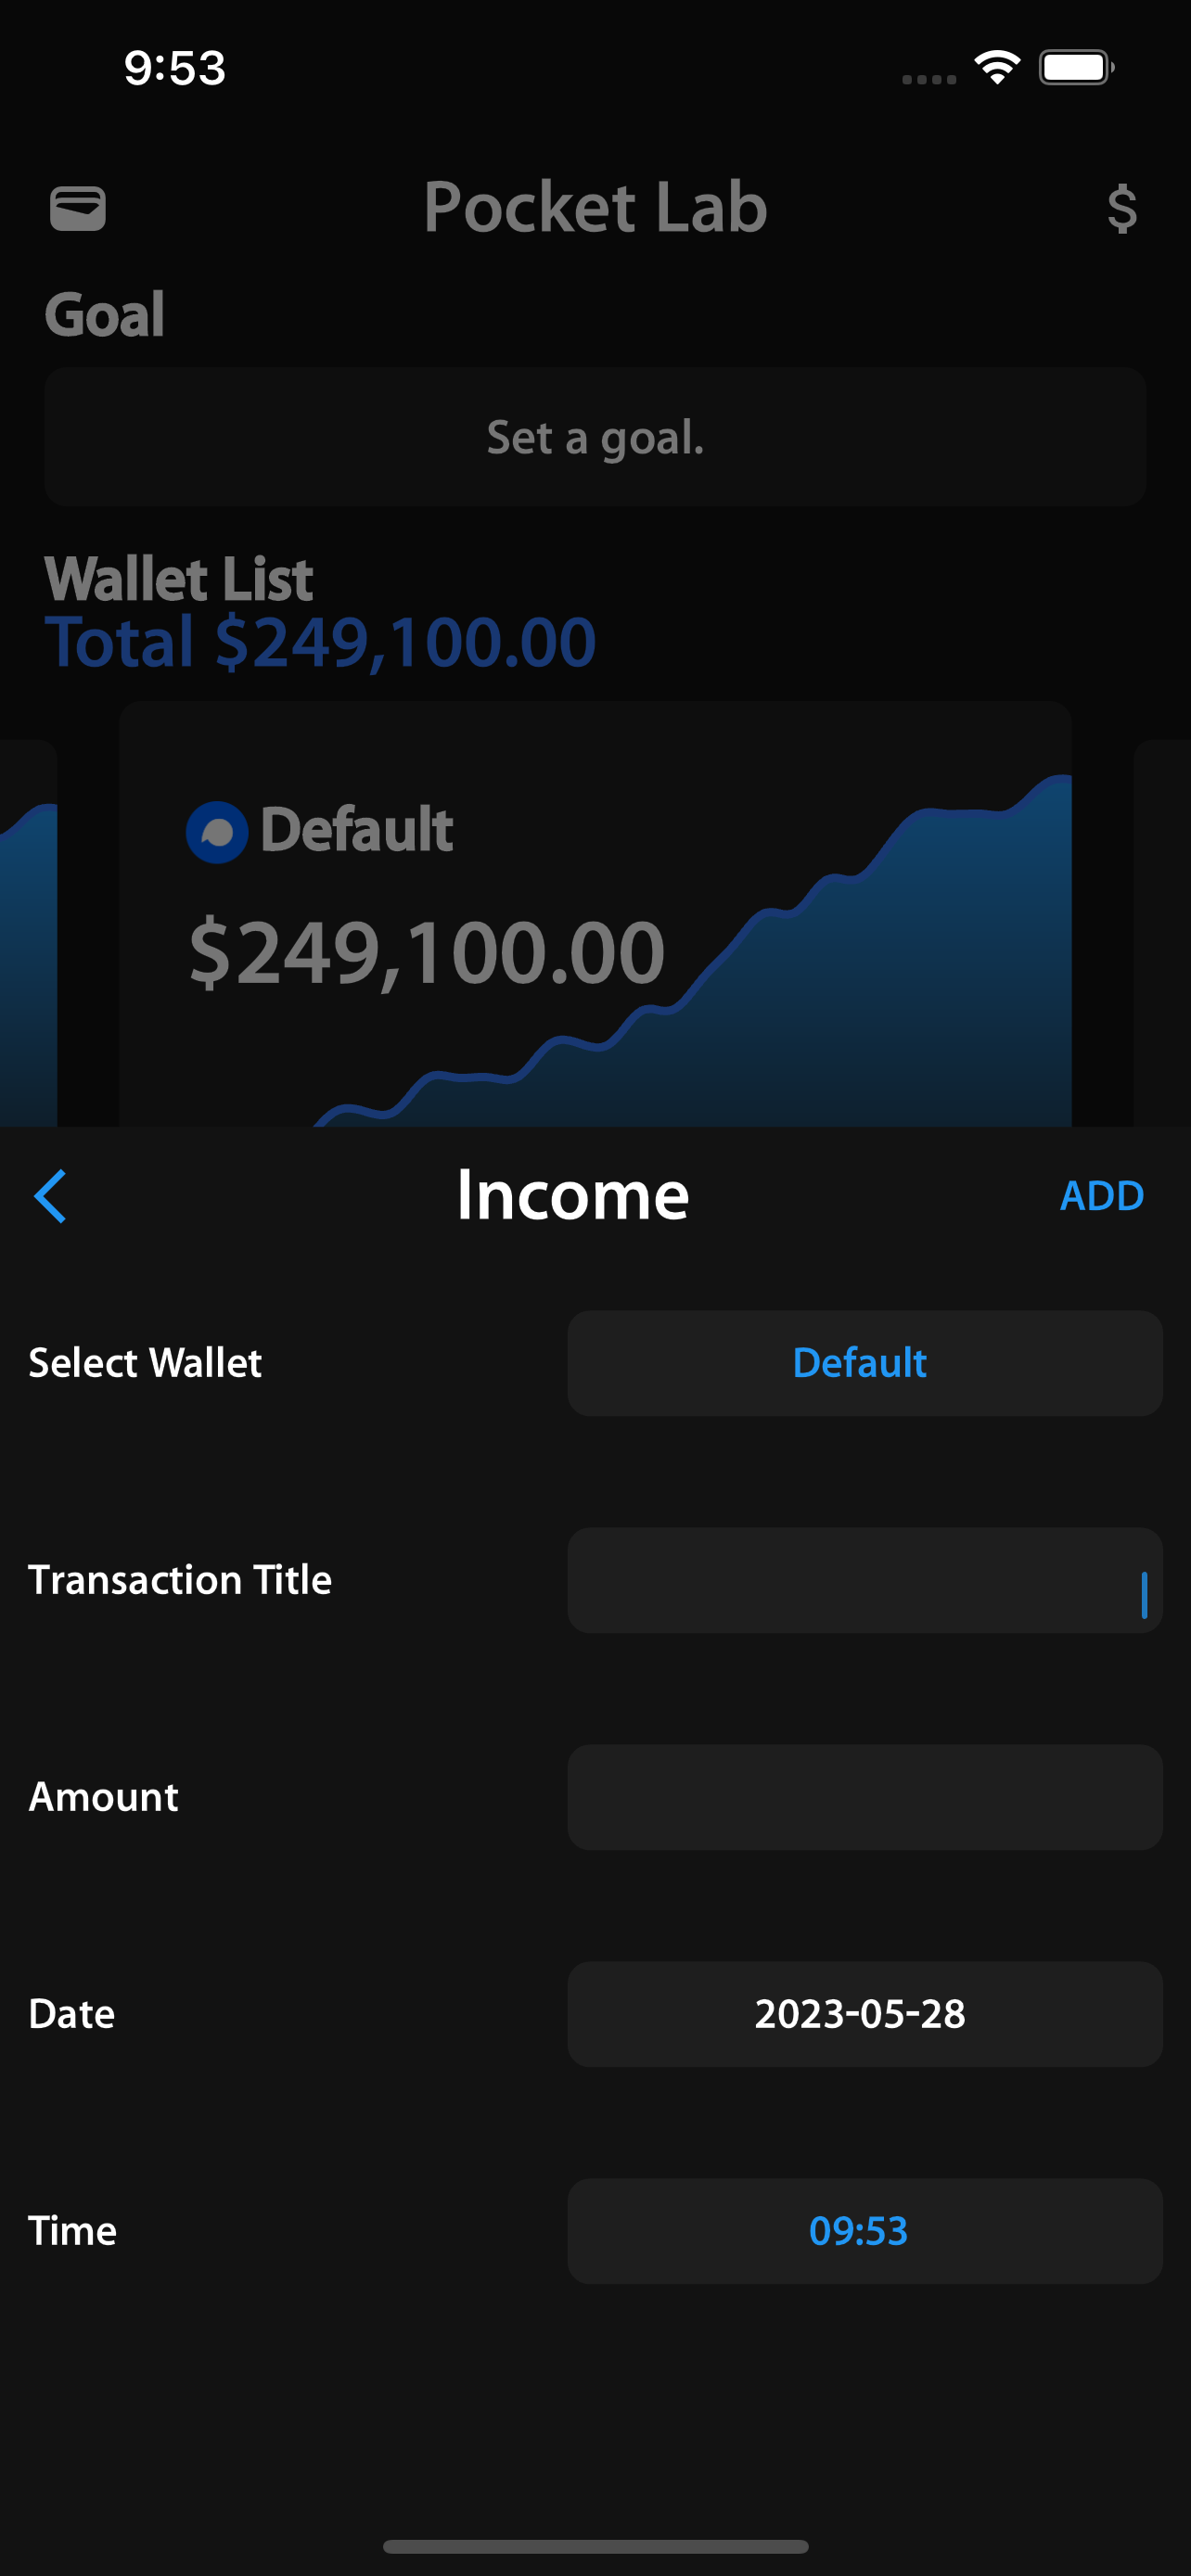 9:53
Pocket Lab
$
Goal
Set a goal.
Wallet List
Total $249,100.00
Default
$249,100.00
Income
ADD
Select Wallet
Default
Transaction Title
Amount
Date
2023-05-28
Time
09:53